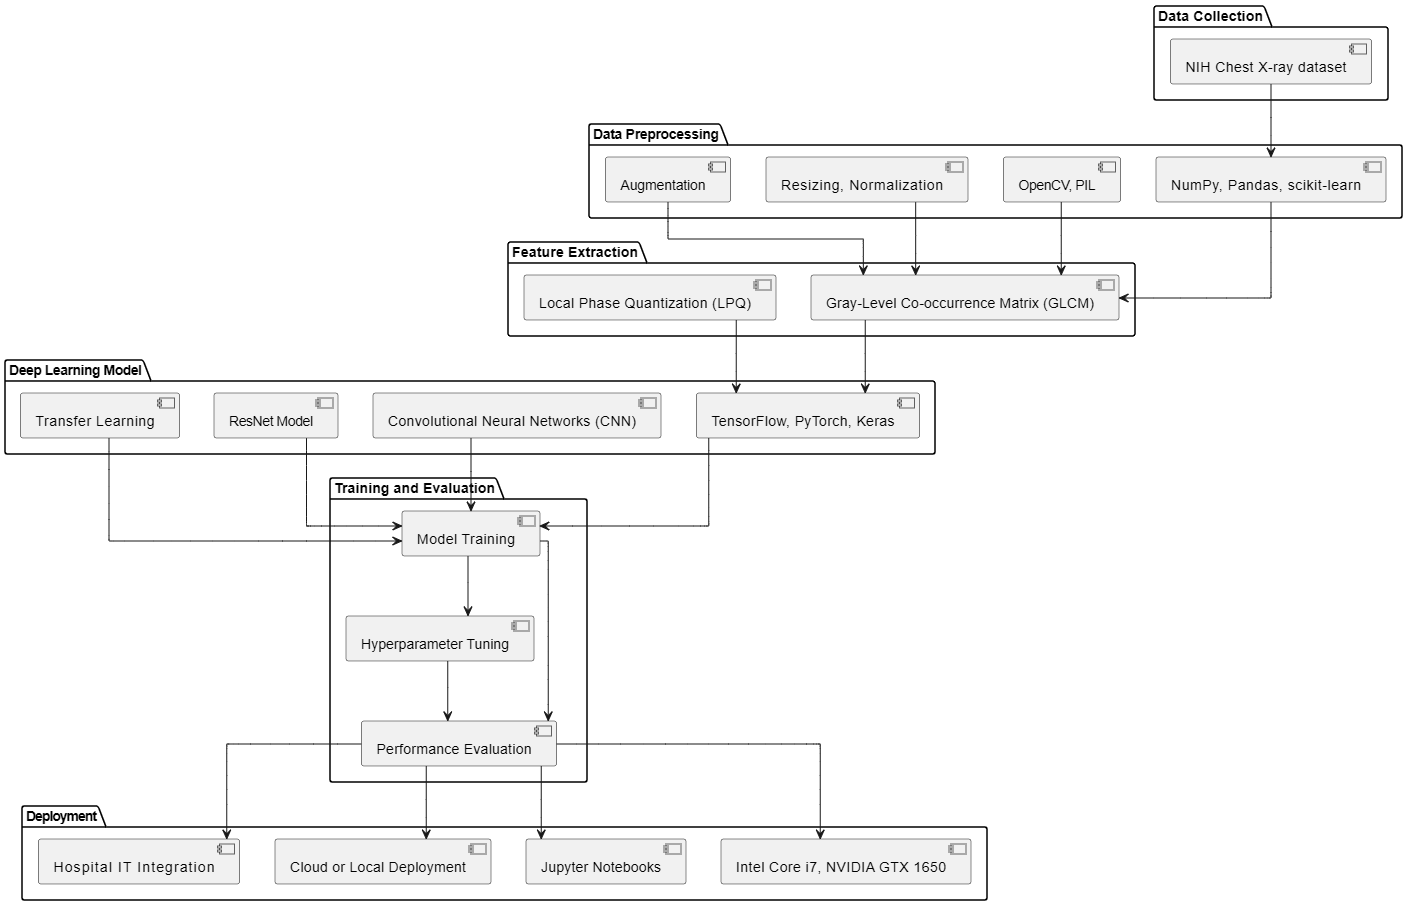 Data Collection
NIH Chest X-ray dataset
Data Preprocessing
Augmentation
Resizing, Normalization
OpenCV, PIL
NumPy, Pandas, scikit-learn
Feature Extraction
Local Phase Quantization (LPQ)
Gray-Level Co-occurrence Matrix (GLCM)
Deep Learning Model
Transfer Learning
ResNet Model
Convolutional Neural Networks (CNN)
TensorFlow, PyTorch, Keras
Training and Evaluation
Model Training
Hyperparameter Tuning
Performance Evaluation
Deployment
Hospital IT Integration
Cloud or Local Deployment
Jupyter Notebooks
Intel Core i7, NVIDIA GTX 1650